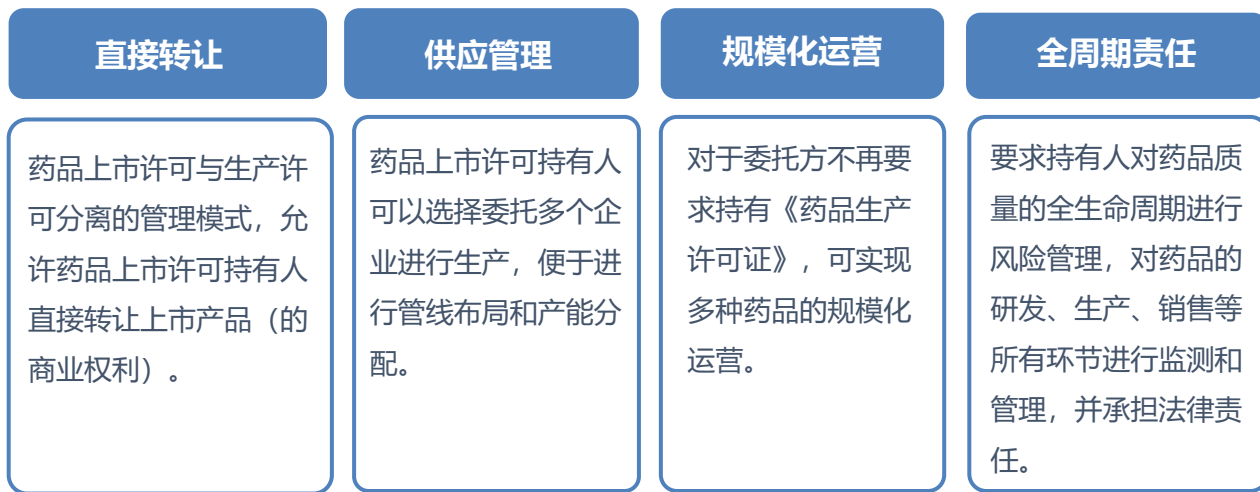 直接转让
药品上市许可与生产许
可分离的管理模式，允
许药品上市许可持有人
直接转让上市产品（的
商业权利）。
供应管理
药品上市许可持有人
可以选择委托多个企
业进行生产，便于进
行管线布局和产能分
配。
规模化运营
对于委托方不再要
求持有《药品生产
许可证》，可实现
多种药品的规模化
运营。
全周期责任
要求持有人对药品质
量的全生命周期进行
风险管理，对药品的
研发、生产、销售等
所有环节进行监测和
管理，并承担法律责
任。